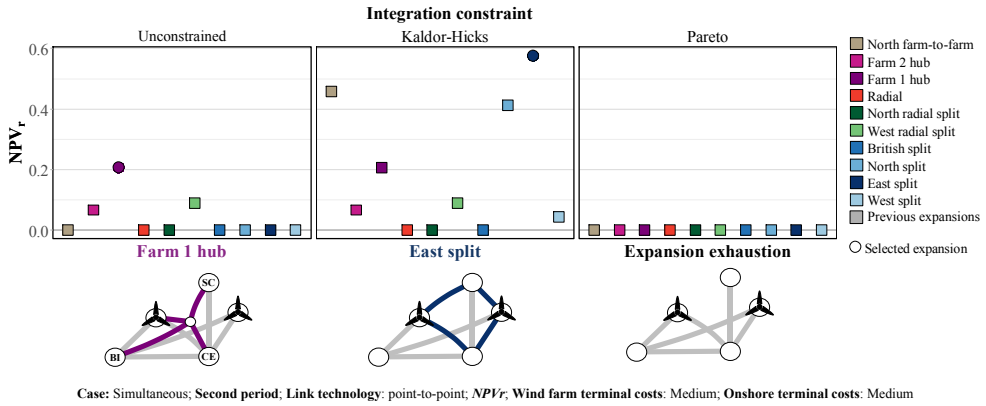 Integration constraint
Unconstrained
Kaldor-Hicks
Pareto
NPVr
0.6
0.4
0.2
0.0
North farm-to-farm
Farm 2 hub
Farm 1 hub
Radial
North radial split
West radial split
British split
North split
East split
West split
Previous expansions
Selected expansion
Farm 1 hub
East split
Expansion exhaustion
SC
BI
CE
Case: Simultaneous; Second period; Link technology: point-to-point; NPVr; Wind farm terminal costs: Medium; Onshore terminal costs: Medium